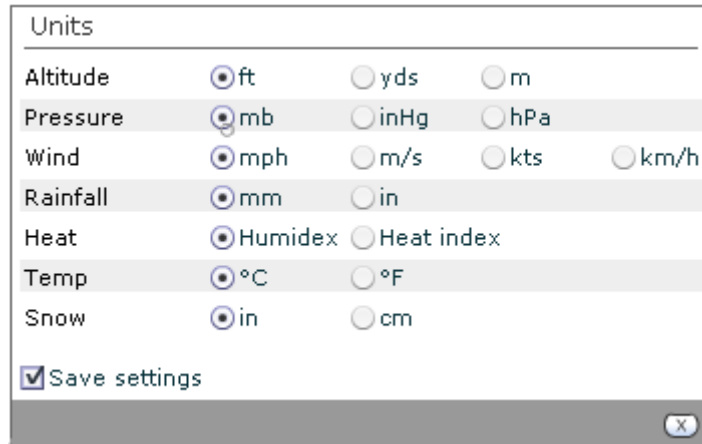 Units
Altitude ft yds m
Pressure mb inHg hPa
Wind mph m/s kts km/h
Rainfall mm in
Heat Humidex Heat index
Temp °C °F
Snow in cm
Save settings
x